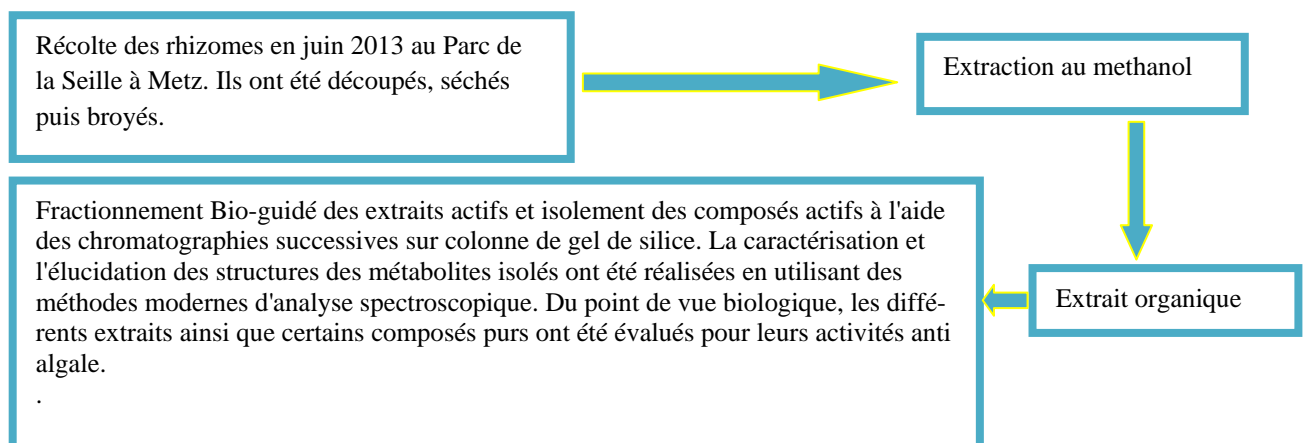 Récolte des rhizomes en juin 2013 au Parc de
la Seille à Metz. Ils ont été découpés, séchés
puis broyés.
Extraction au methanol
Extrait organique
Fractionnement Bio-guidé des extraits actifs et isolement des composés actifs à l'aide
des chromatographies successives sur colonne de gel de silice. La caractérisation et
l'élucidation des structures des métabolites isolés ont été réalisées en utilisant des
méthodes modernes d'analyse spectroscopique. Du point de vue biologique, les diffé-
rents extraits ainsi que certains composés purs ont été évalués pour leurs activités anti
algale.
.